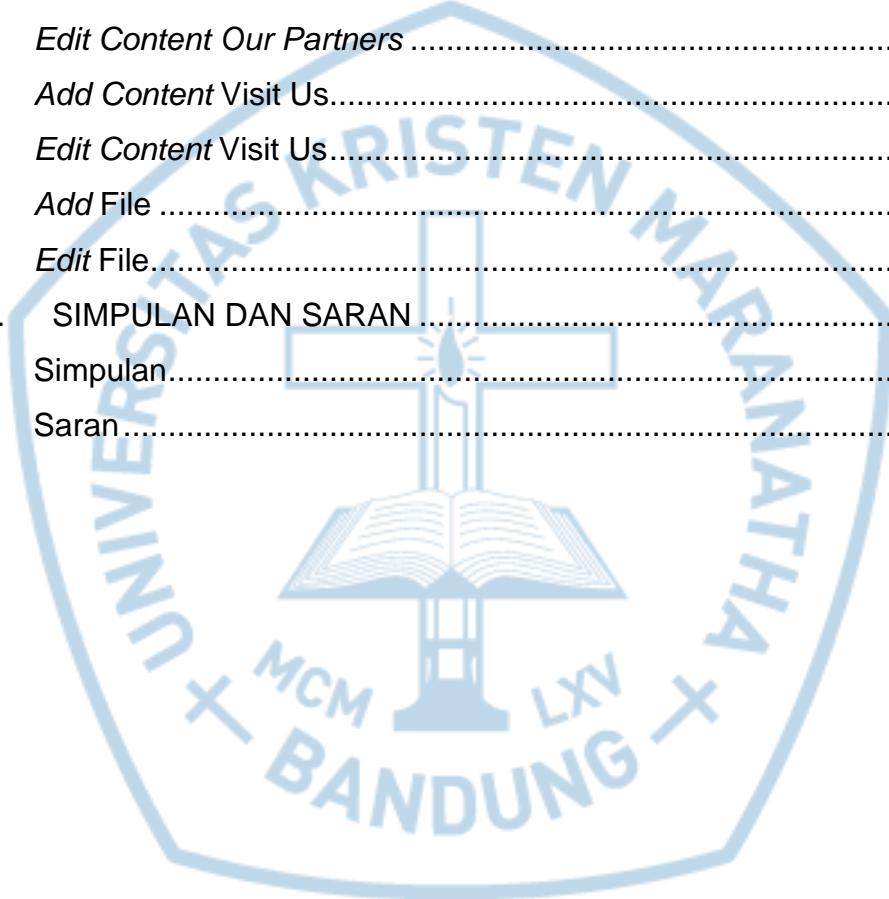 Edit Content Our Partners ........................................................
Add Content Visit Us................................................................
Edit Content Visit Us................................................................
Add File ....................................................................................
Edit File.....................................................................................
. SIMPULAN DAN SARAN .......................................................
Simpulan...................................................................................
Saran ........................................................................................
UNIVERSITAS KRISTEN MARANATHA
MCM LXV
BANDUNG